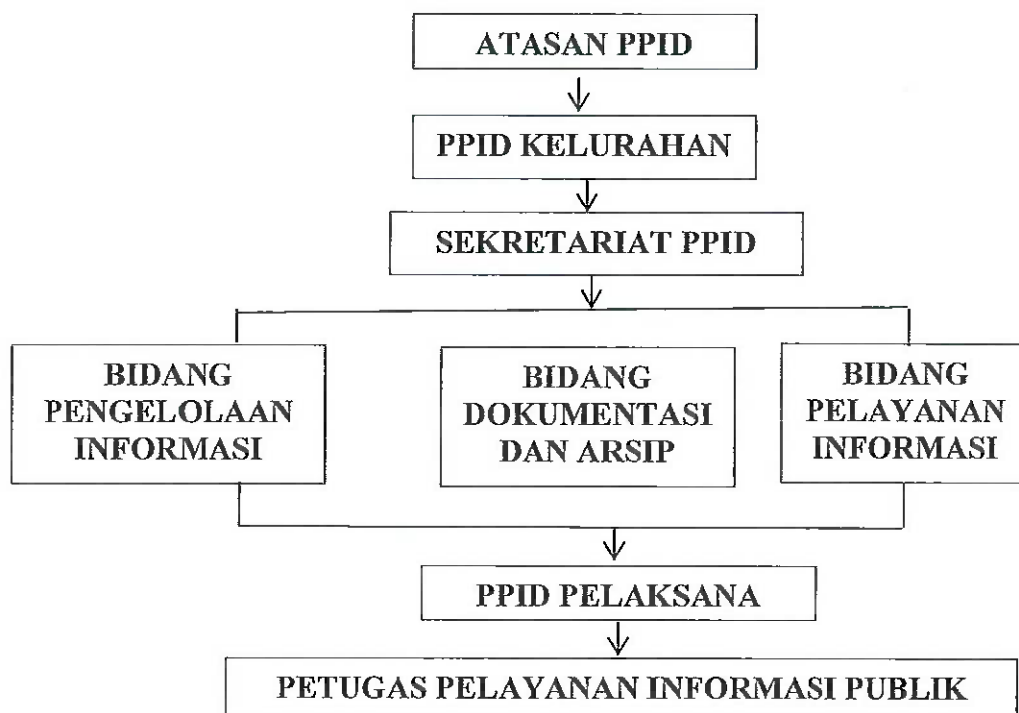 ATASAN PPID
PPID KELURAHAN
SEKRETARIAT PPID
BIDANG
PENGELOLAAN
INFORMASI
BIDANG
DOKUMENTASI
DAN ARSIP
BIDANG
PELAYANAN
INFORMASI
PPID PELAKSANA
PETUGAS PELAYANAN INFORMASI PUBLIK